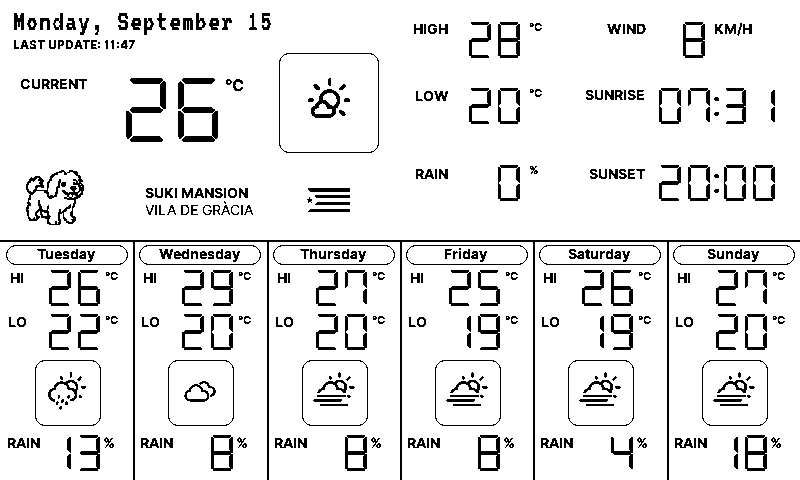 Monday, September 15
LAST UPDATE: 11:47
CURRENT 26 °C
SUKI MANSION
VILA DE GRÀCIA
HIGH 28 °C
LOW 20 °C
RAIN 0 %
WIND 8 KM/H
SUNRISE 07:31
SUNSET 20:00
Tuesday
HI 26 °C
LO 22 °C
RAIN 13 %
Wednesday
HI 29 °C
LO 20 °C
RAIN 8 %
Thursday
HI 27 °C
LO 20 °C
RAIN 8 %
Friday
HI 25 °C
LO 19 °C
RAIN 8 %
Saturday
HI 26 °C
LO 19 °C
RAIN 4 %
Sunday
HI 27 °C
LO 20 °C
RAIN 18 %